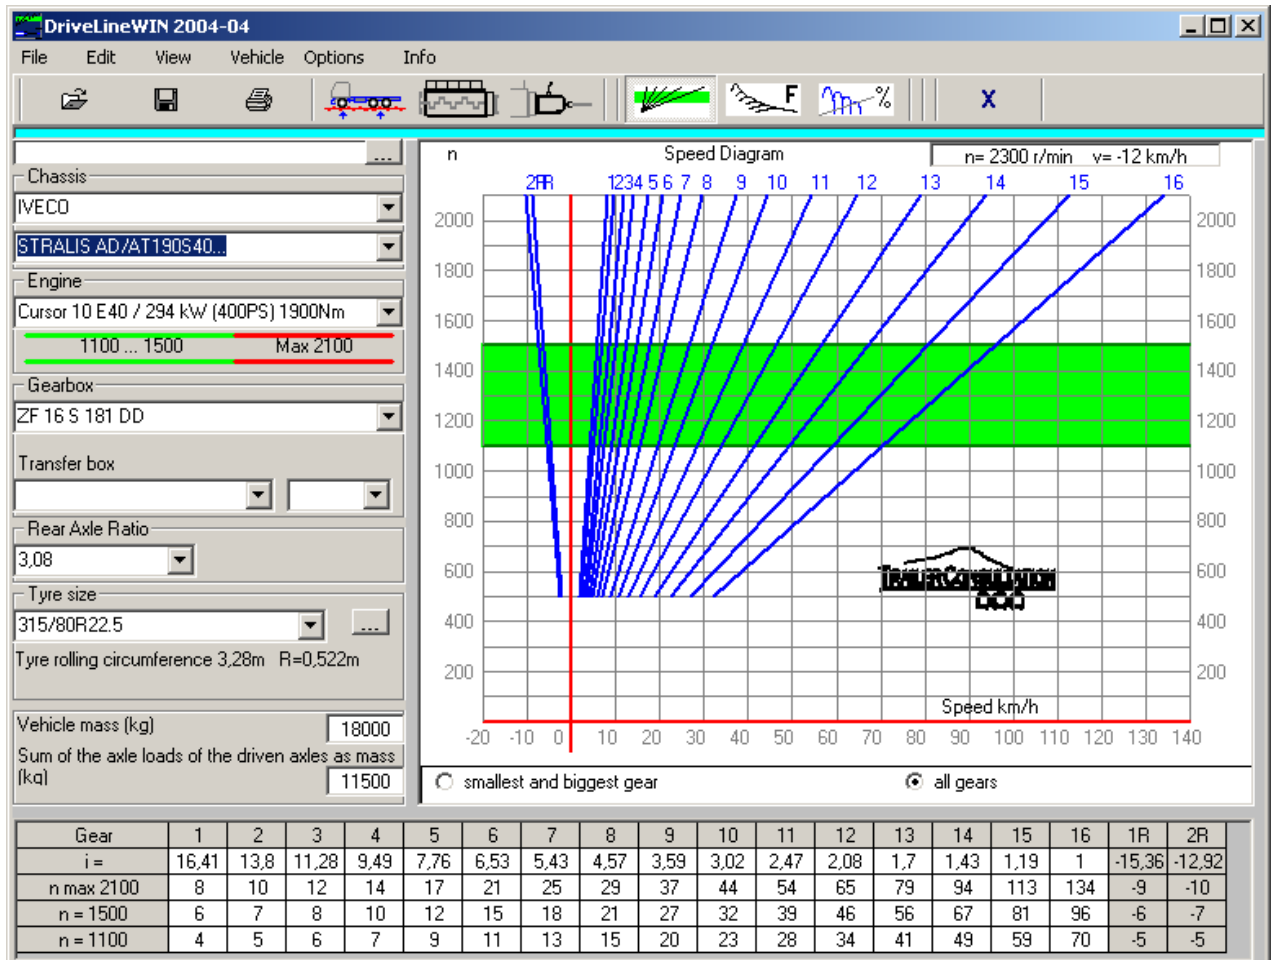 DriveLineWIN 2004-04
File Edit View Vehicle Options Info
F % X
...
Chassis
IVECO
STRALIS AD/AT190S40...
Engine
Cursor 10 E40 / 294 kW (400PS) 1900Nm
1100 ... 1500 Max 2100
Gearbox
ZF 16 S 181 DD
Transfer box
Rear Axle Ratio
3,08
Tyre size
315/80R22.5
...
Tyre rolling circumference 3,28m R=0,522m
Vehicle mass (kg)
18000
Sum of the axle loads of the driven axles as mass
(kg)
11500
n Speed Diagram n= 2300 r/min v= -12 km/h
1 2 3 4 5 6 7 8 9 10 11 12 13 14 15 16
2000 2000
1800 1800
1600 1600
1400 1400
1200 1200
1000 1000
800 800
600 600
400 400
200 200
Speed km/h
-20 -10 0 10 20 30 40 50 60 70 80 90 100 110 120 130 140
smallest and biggest gear all gears
Gear 1 2 3 4 5 6 7 8 9 10 11 12 13 14 15 16 1R 2R
i = 16,41 13,8 11,28 9,49 7,76 6,53 5,43 4,57 3,59 3,02 2,47 2,08 1,7 1,43 1,19 1 -15,36 -12,92
n max 2100 8 10 12 14 17 21 25 29 37 44 54 65 79 94 113 134 -9 -10
n = 1500 6 7 8 10 12 15 18 21 27 32 39 46 56 67 81 96 -6 -7
n = 1100 4 5 6 7 9 11 13 15 20 23 28 34 41 49 59 70 -5 -5